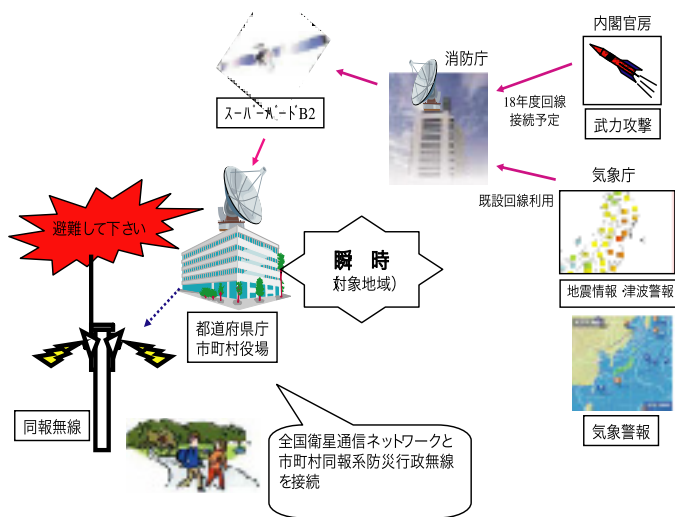 内閣官房
武力攻撃
消防庁
18年度回線
接続予定
スーパーバードB2
気象庁
既設回線利用
地震情報・津波警報
気象警報
避難して下さい
瞬 時
(対象地域)
都道府県庁
市町村役場
同報無線
全国衛星通信ネットワークと
市町村同報系防災行政無線
を接続